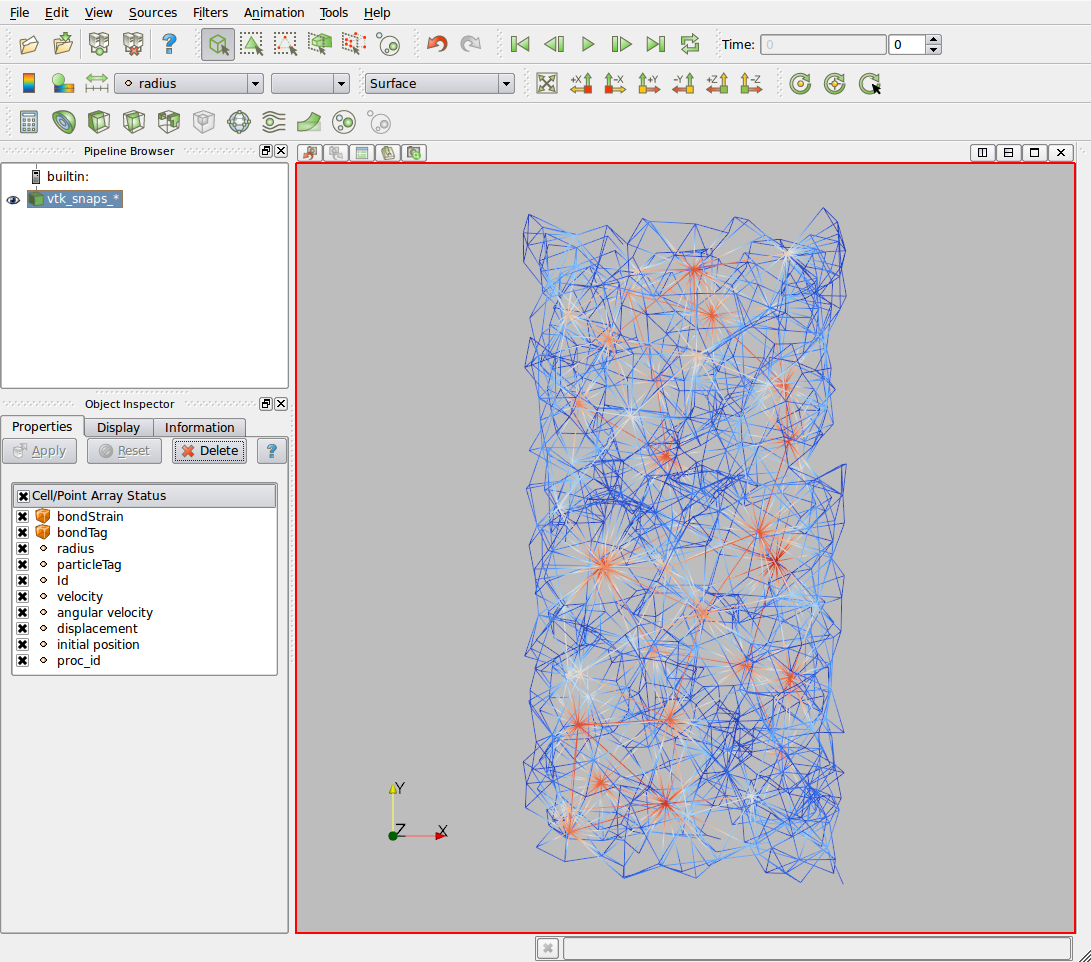 File Edit View Sources Filters Animation Tools Help
? Time: 0 0
radius Surface +X -X +Y -Y +Z -Z
Pipeline Browser
builtin:
vtk_snaps_*
Object Inspector
Properties Display Information
Apply Reset Delete ?
Cell/Point Array Status
bondStrain
bondTag
radius
particleTag
Id
velocity
angular velocity
displacement
initial position
proc_id
Y
Z X